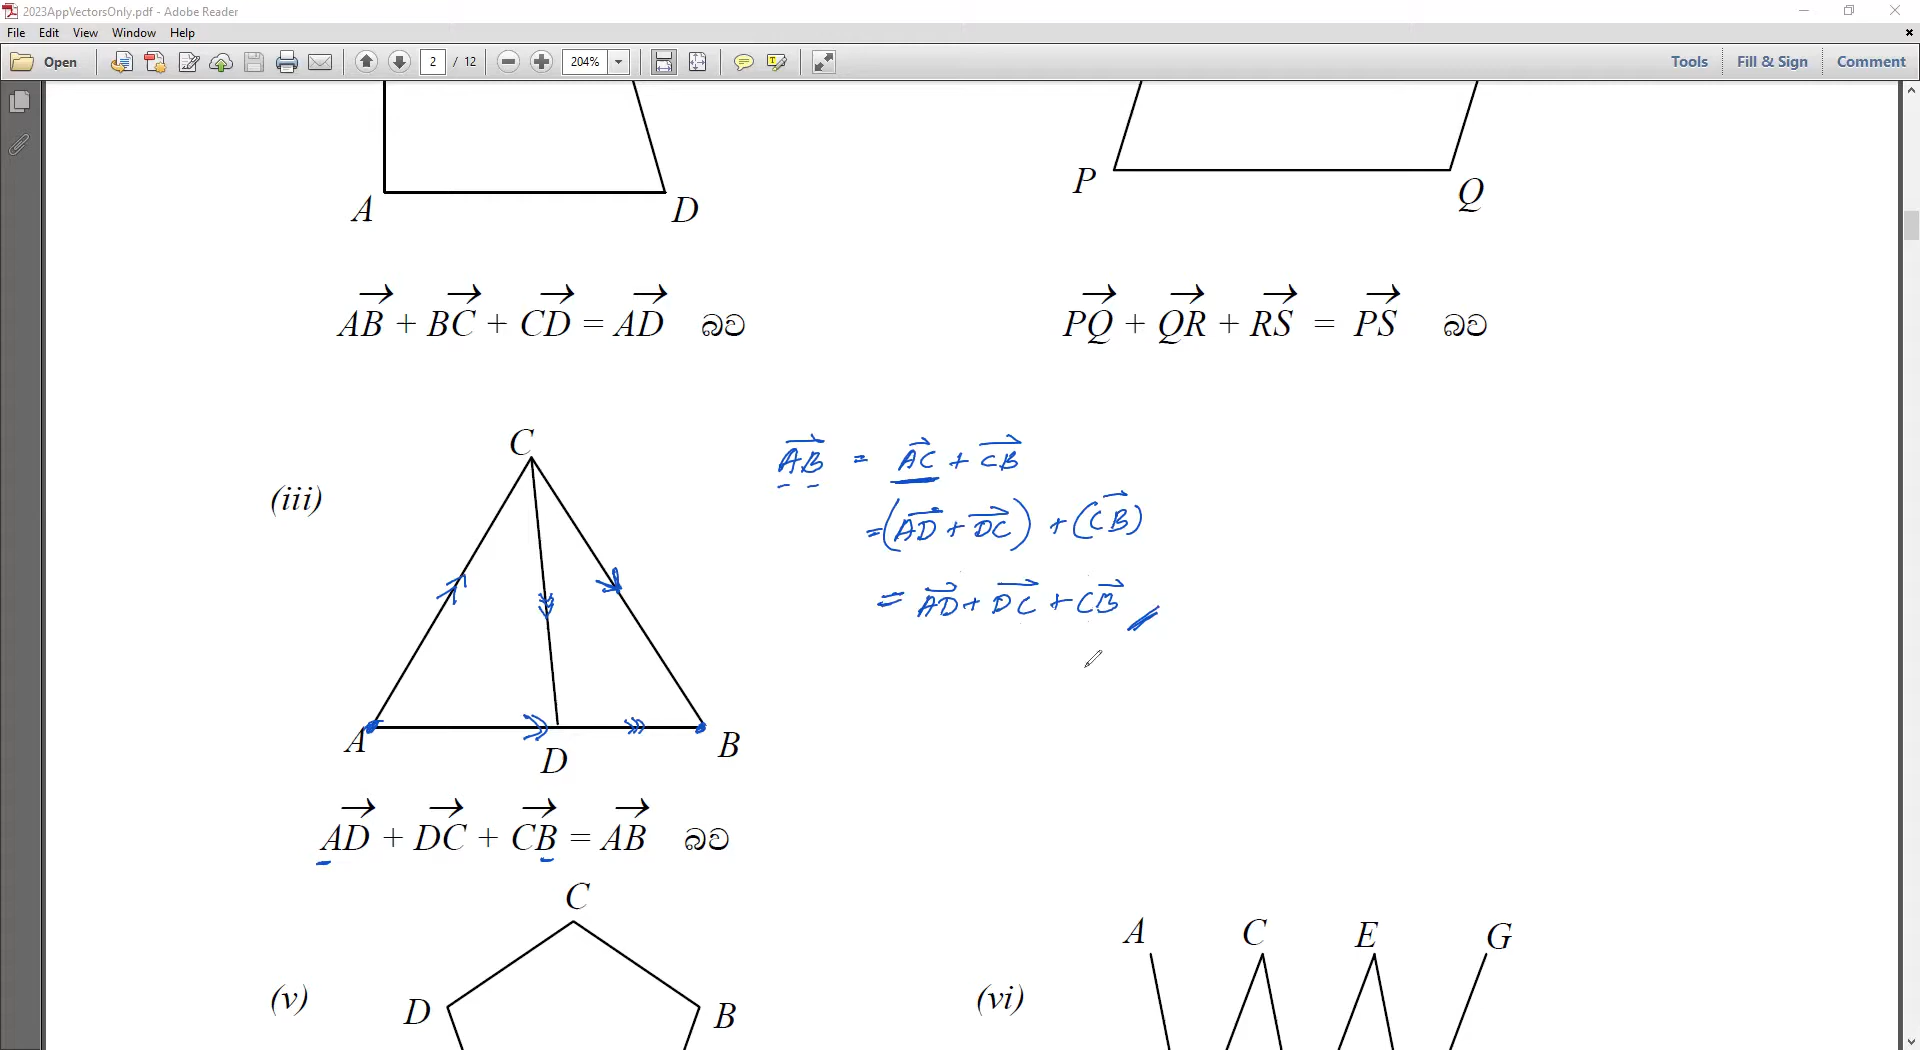 2023AppVectorsOnly.pdf - Adobe Reader
File Edit View Window Help
Open 2 / 12 204% Tools Fill & Sign Comment
A D
P Q
AB + BC + CD = AD බව
PQ + QR + RS = PS බව
(iii)
C
A D B
AB = AC + CB
= (AD + DC) + (CB)
= AD + DC + CB
AD + DC + CB = AB බව
(v)
C
D B
(vi)
A C E G